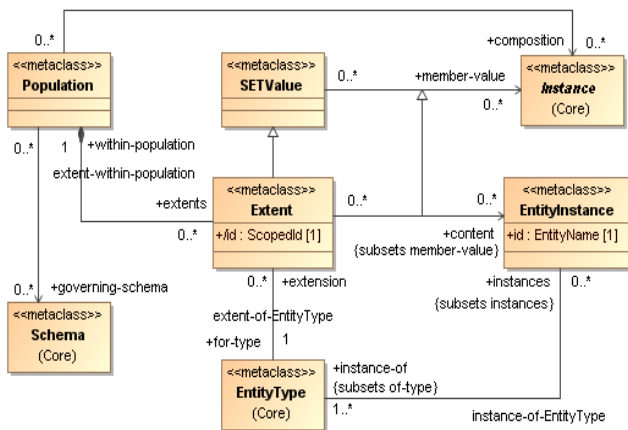 0..*
+composition
0..*
<<metaclass>>
Population
<<metaclass>>
SETValue
0..*
+member-value
0..*
<<metaclass>>
Instance
(Core)
0..*
1
+within-population
extent-within-population
+extents
0..*
<<metaclass>>
Extent
+/id : ScopedId [1]
0..*
0..*
+content
{subsets member-value}
<<metaclass>>
EntityInstance
+id : EntityName [1]
0..*
+governing-schema
<<metaclass>>
Schema
(Core)
0..*
+extension
extent-of-EntityType
+for-type
1
+instances
0..*
{subsets instances}
<<metaclass>>
EntityType
(Core)
+instance-of
{subsets of-type}
1..*
instance-of-EntityType